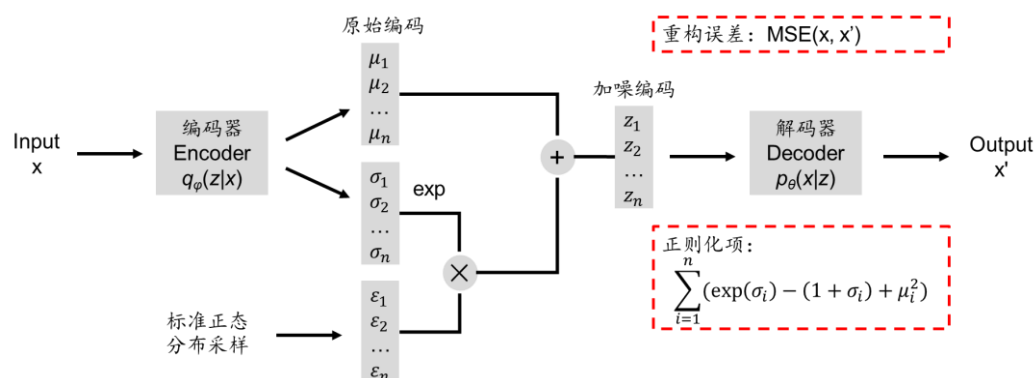 原始编码
重构误差：MSE(x, x’)
μ₁
μ₂
…
μₙ
加噪编码
Input
x
编码器
Encoder
qφ(z|x)
z₁
z₂
…
zₙ
解码器
Decoder
pθ(x|z)
Output
x'
+
σ₁
σ₂
…
σₙ
exp
×
正则化项：
∑ᵢ₌₁ⁿ(exp(σᵢ) − (1 + σᵢ) + μᵢ²)
标准正态
分布采样
ε₁
ε₂
…
εₙ